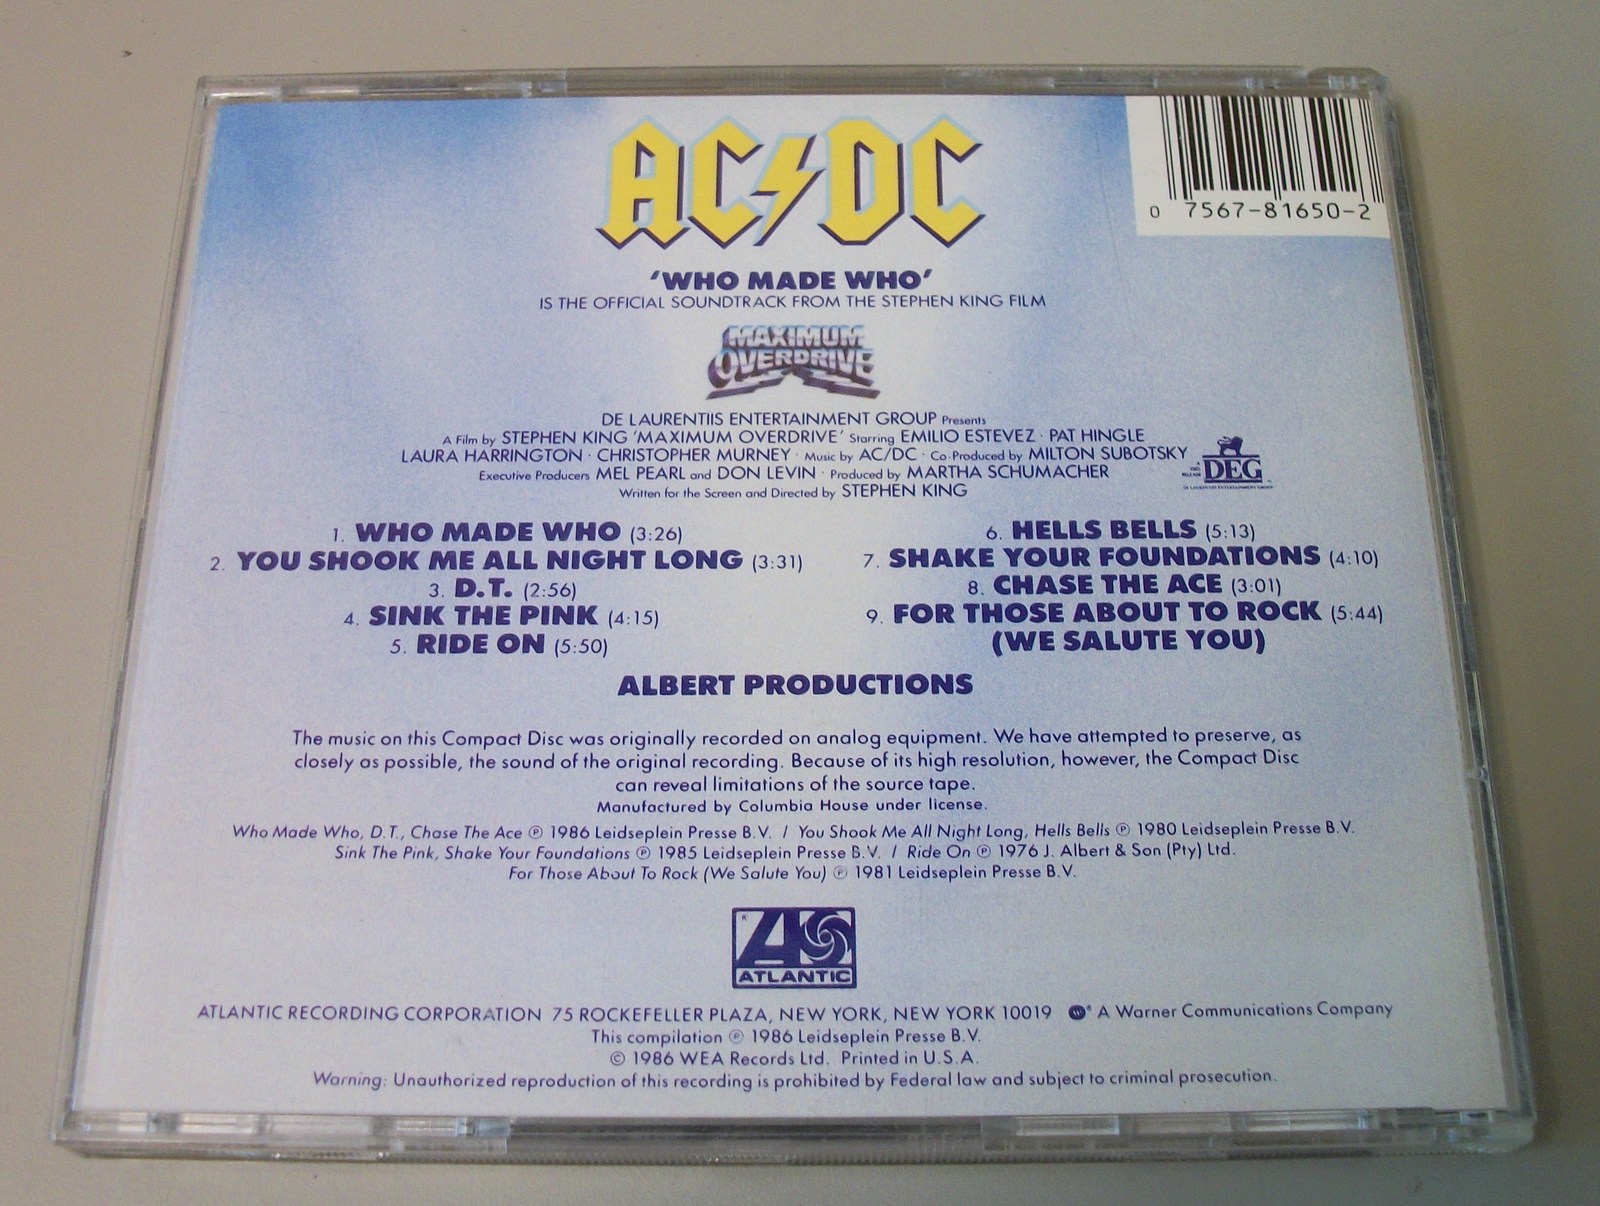 AC/DC
0 7567-81650-2
'WHO MADE WHO'
IS THE OFFICIAL SOUNDTRACK FROM THE STEPHEN KING FILM
MAXIMUM
OVERDRIVE
DE LAURENTIIS ENTERTAINMENT GROUP Presents
A Film by STEPHEN KING 'MAXIMUM OVERDRIVE' Starring EMILIO ESTEVEZ · PAT HINGLE
LAURA HARRINGTON · CHRISTOPHER MURNEY · Music by AC/DC · Co-Produced by MILTON SUBOTSKY
Executive Producers MEL PEARL and DON LEVIN · Produced by MARTHA SCHUMACHER
Written for the Screen and Directed by STEPHEN KING
DEG
DE LAURENTIIS ENTERTAINMENT GROUP
1. WHO MADE WHO (3:26)
2. YOU SHOOK ME ALL NIGHT LONG (3:31)
3. D.T. (2:56)
4. SINK THE PINK (4:15)
5. RIDE ON (5:50)
6. HELLS BELLS (5:13)
7. SHAKE YOUR FOUNDATIONS (4:10)
8. CHASE THE ACE (3:01)
9. FOR THOSE ABOUT TO ROCK (5:44)
(WE SALUTE YOU)
ALBERT PRODUCTIONS
The music on this Compact Disc was originally recorded on analog equipment. We have attempted to preserve, as
closely as possible, the sound of the original recording. Because of its high resolution, however, the Compact Disc
can reveal limitations of the source tape.
Manufactured by Columbia House under license.
Who Made Who, D.T., Chase The Ace ℗ 1986 Leidseplein Presse B.V. / You Shook Me All Night Long, Hells Bells ℗ 1980 Leidseplein Presse B.V.
Sink The Pink, Shake Your Foundations ℗ 1985 Leidseplein Presse B.V. / Ride On ℗ 1976 J. Albert & Son (Pty) Ltd.
For Those About To Rock (We Salute You) ℗ 1981 Leidseplein Presse B.V.
ATLANTIC
ATLANTIC RECORDING CORPORATION 75 ROCKEFELLER PLAZA, NEW YORK, NEW YORK 10019 A Warner Communications Company
This compilation ℗ 1986 Leidseplein Presse B.V.
© 1986 WEA Records Ltd. Printed in U.S.A.
Warning: Unauthorized reproduction of this recording is prohibited by Federal law and subject to criminal prosecution.